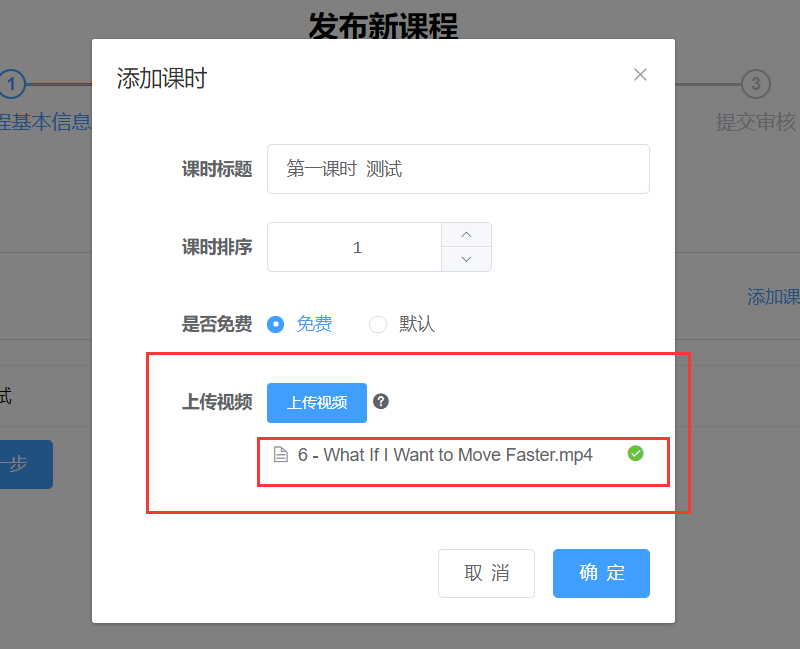 发布新课程
1
3
程基本信息
提交审核
添加课时
课时标题 第一课时 测试
课时排序 1
添加课
是否免费 免费 默认
试
上传视频 上传视频 ?
6 - What If I Want to Move Faster.mp4
一步
取 消 确 定